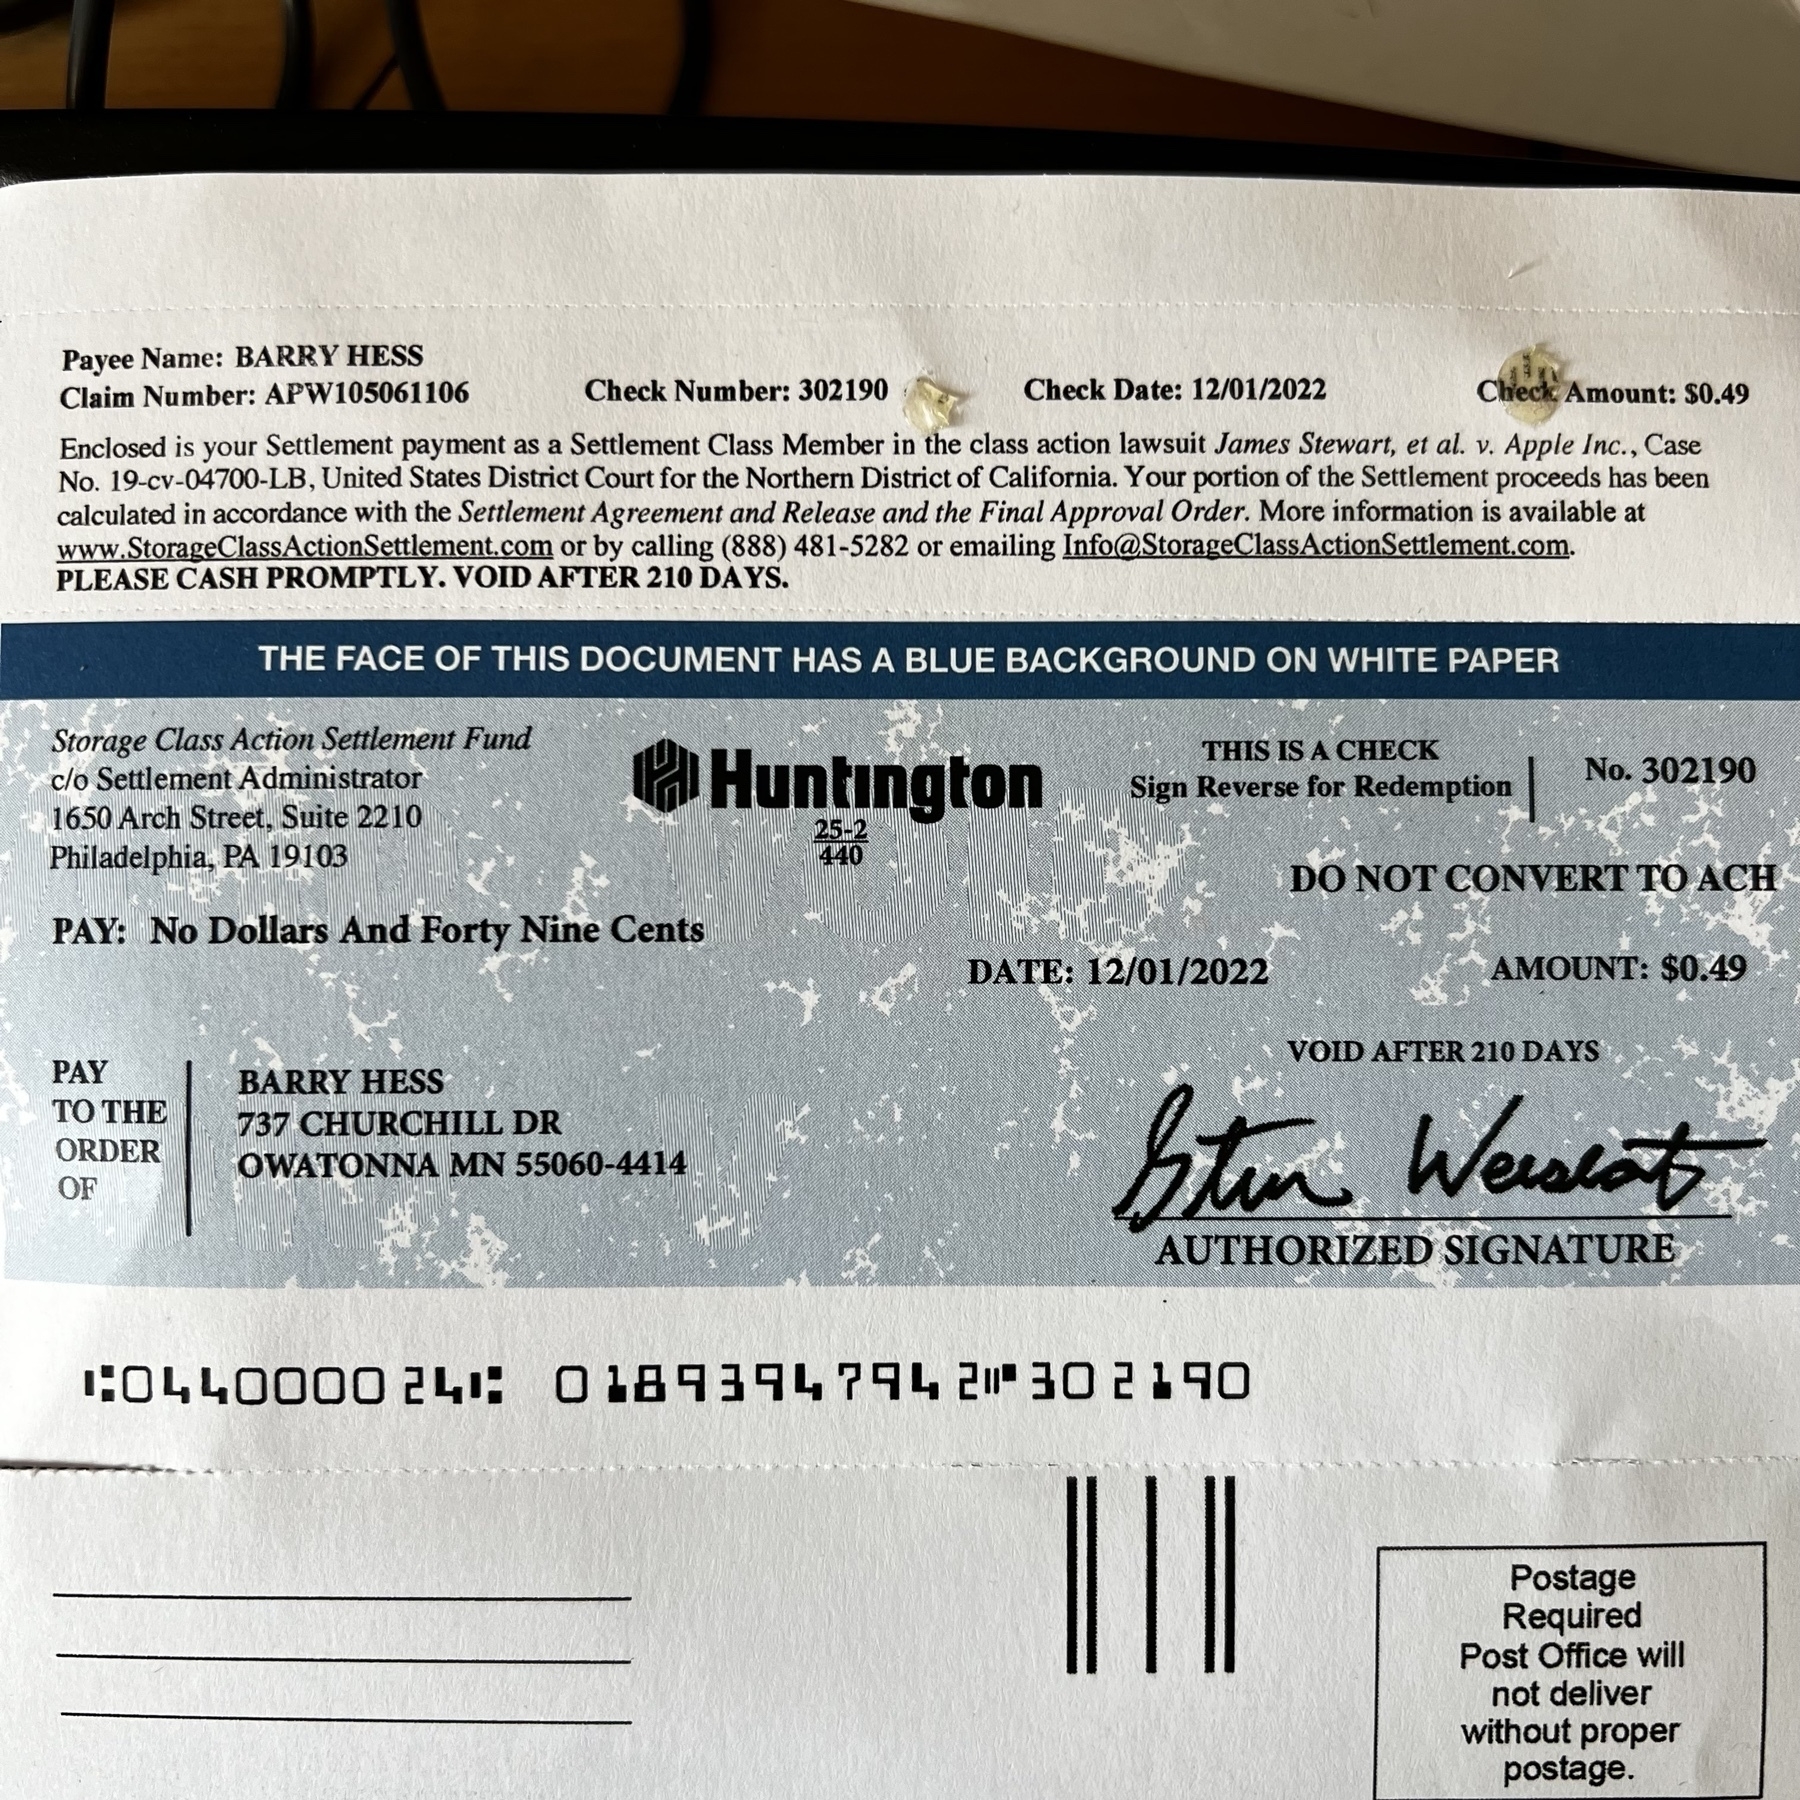 Payee Name: BARRY HESS
Claim Number: APW105061106 Check Number: 302190 Check Date: 12/01/2022 Check Amount: $0.49
Enclosed is your Settlement payment as a Settlement Class Member in the class action lawsuit James Stewart, et al. v. Apple Inc., Case
No. 19-cv-04700-LB, United States District Court for the Northern District of California. Your portion of the Settlement proceeds has been
calculated in accordance with the Settlement Agreement and Release and the Final Approval Order. More information is available at
www.StorageClassActionSettlement.com or by calling (888) 481-5282 or emailing Info@StorageClassActionSettlement.com.
PLEASE CASH PROMPTLY. VOID AFTER 210 DAYS.
THE FACE OF THIS DOCUMENT HAS A BLUE BACKGROUND ON WHITE PAPER
Storage Class Action Settlement Fund
c/o Settlement Administrator
1650 Arch Street, Suite 2210
Philadelphia, PA 19103
Huntington
25-2
440
THIS IS A CHECK
Sign Reverse for Redemption
No. 302190
DO NOT CONVERT TO ACH
PAY: No Dollars And Forty Nine Cents
DATE: 12/01/2022
AMOUNT: $0.49
VOID AFTER 210 DAYS
PAY
TO THE
ORDER
OF
BARRY HESS
737 CHURCHILL DR
OWATONNA MN 55060-4414
AUTHORIZED SIGNATURE
⑆044000024⑆ 01893947942⑈302190
Postage
Required
Post Office will
not deliver
without proper
postage.